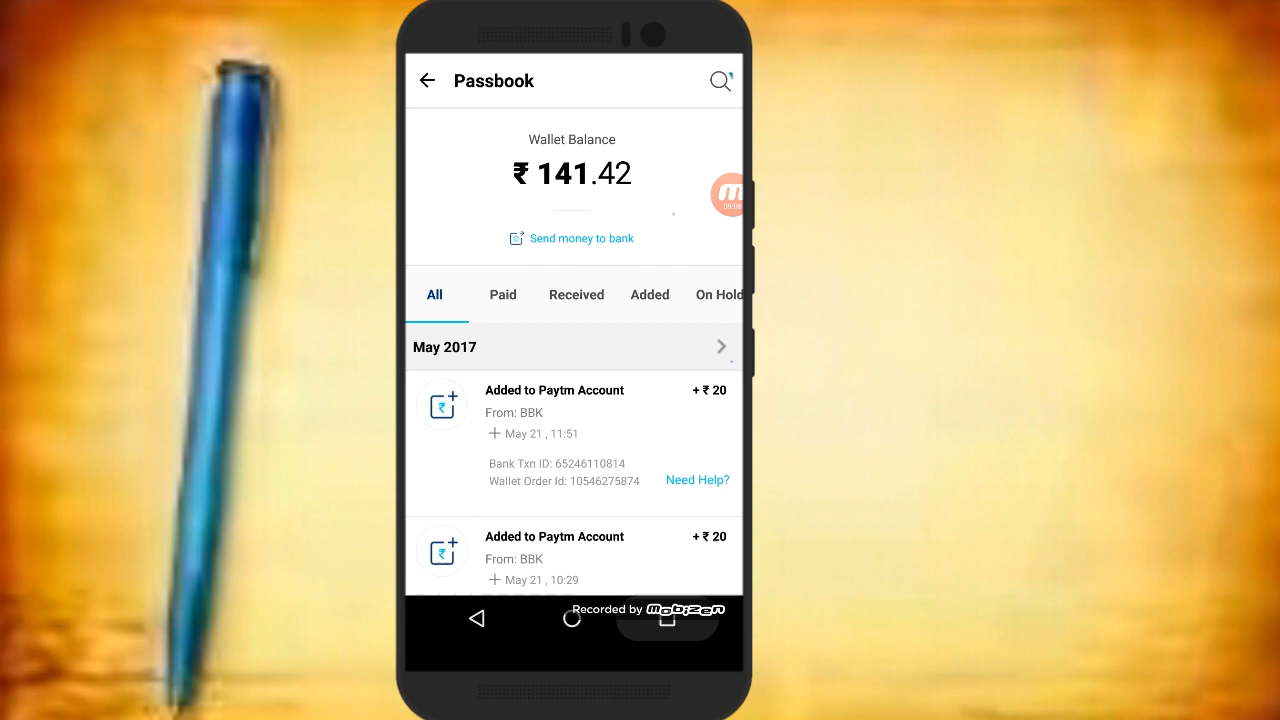 Passbook
Wallet Balance
₹ 141.42
09:08
Send money to bank
All Paid Received Added On Hold
May 2017
Added to Paytm Account + ₹ 20
From: BBK
May 21 , 11:51
Bank Txn ID: 65246110814
Wallet Order Id: 10546275874 Need Help?
Added to Paytm Account + ₹ 20
From: BBK
May 21 , 10:29
Recorded by mobizen